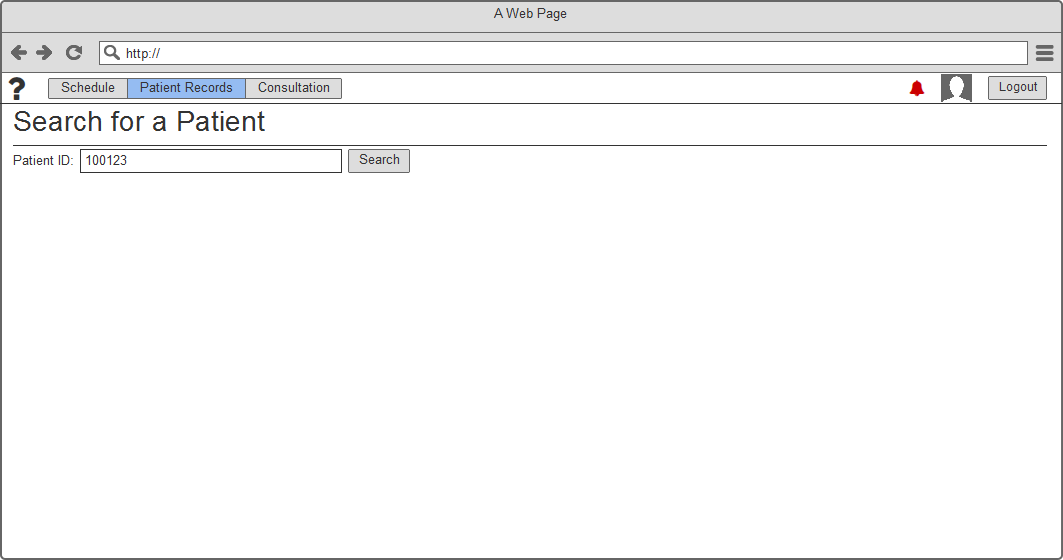 A Web Page
http://
? Schedule Patient Records Consultation Logout
Search for a Patient
Patient ID: 100123 Search